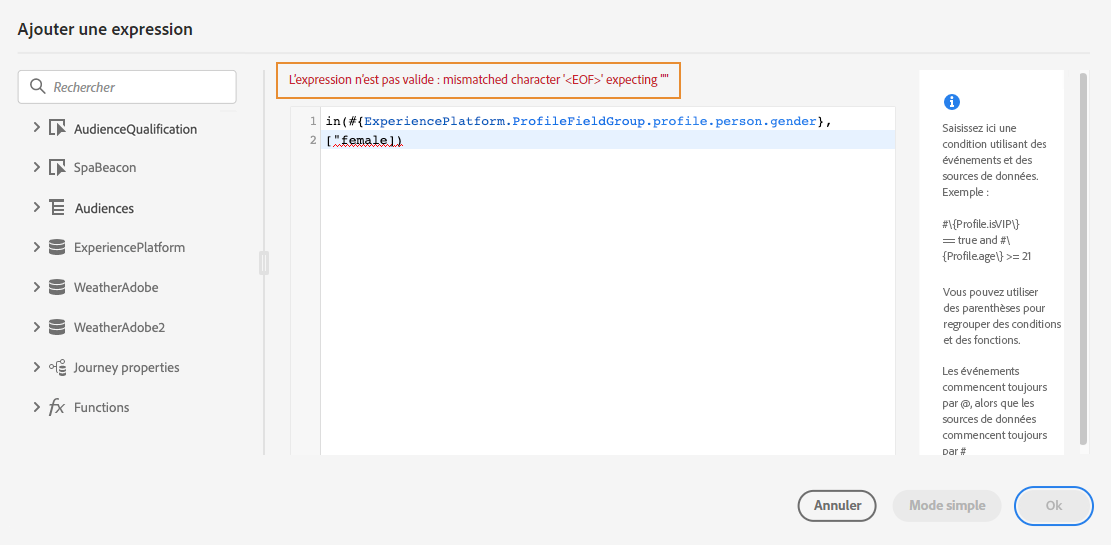 Ajouter une expression
Rechercher
AudienceQualification
SpaBeacon
Audiences
ExperiencePlatform
WeatherAdobe
WeatherAdobe2
Journey properties
fx Functions
L'expression n'est pas valide : mismatched character '<EOF>' expecting '"'
1 in(#{ExperiencePlatform.ProfileFieldGroup.profile.person.gender},
2 ["female])
Saisissez ici une
condition utilisant des
événements et des
sources de données.
Exemple :
#\{Profile.isVIP\}
== true and #\
{Profile.age\} >= 21
Vous pouvez utiliser
des parenthèses pour
regrouper des conditions
et des fonctions.
Les événements
commencent toujours
par @, alors que les
sources de données
commencent toujours
par #
Annuler
Mode simple
Ok